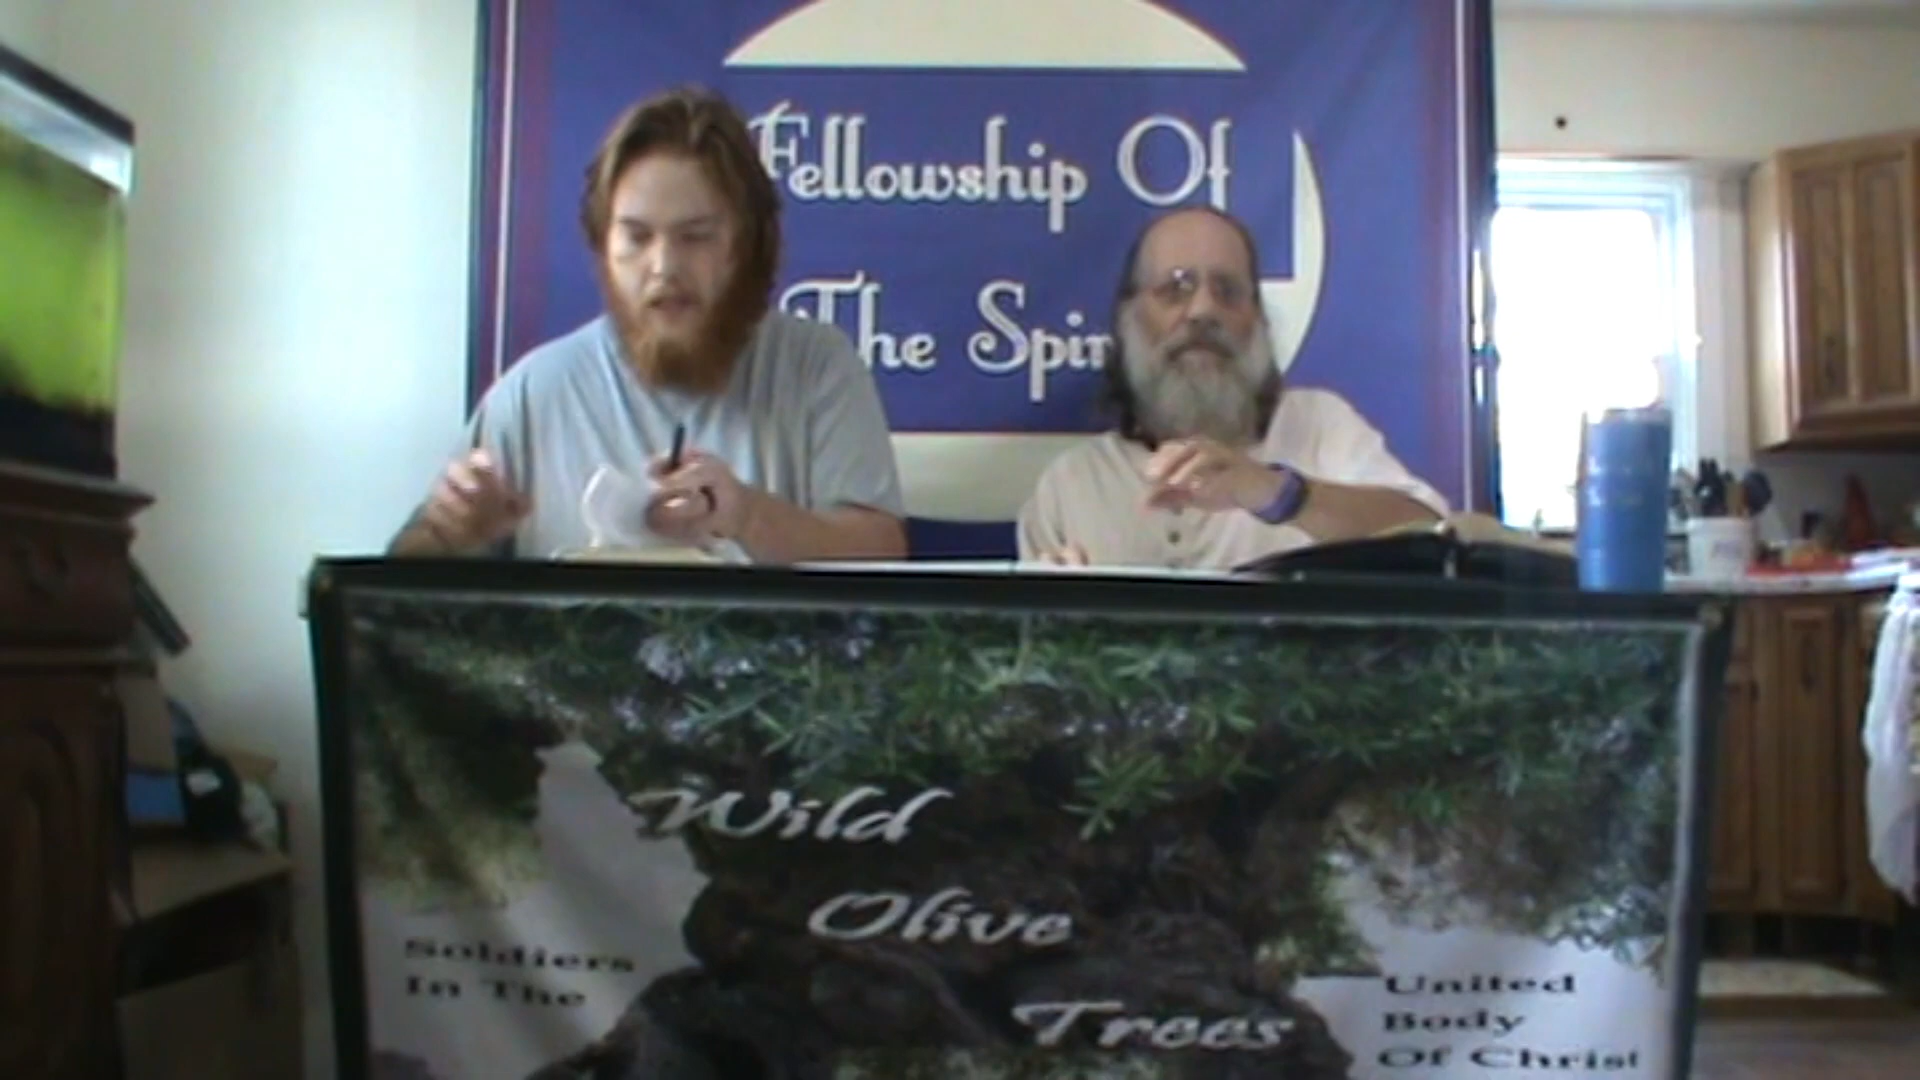 Fellowship Of
The Spir
Wild
Olive
Trees
Soldiers
In The
United
Body
Of Christ